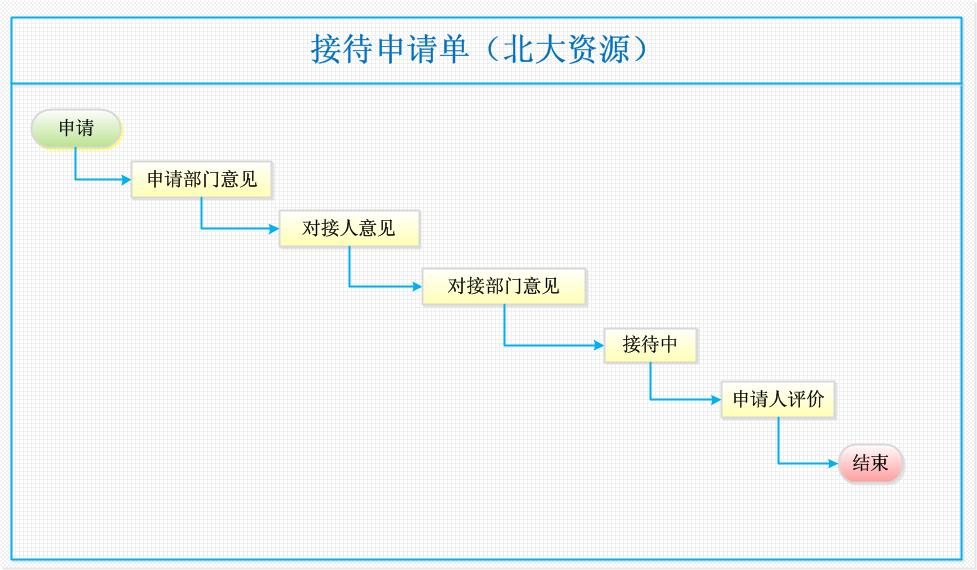 接待申请单（北大资源）
申请
申请部门意见
对接人意见
对接部门意见
接待中
申请人评价
结束